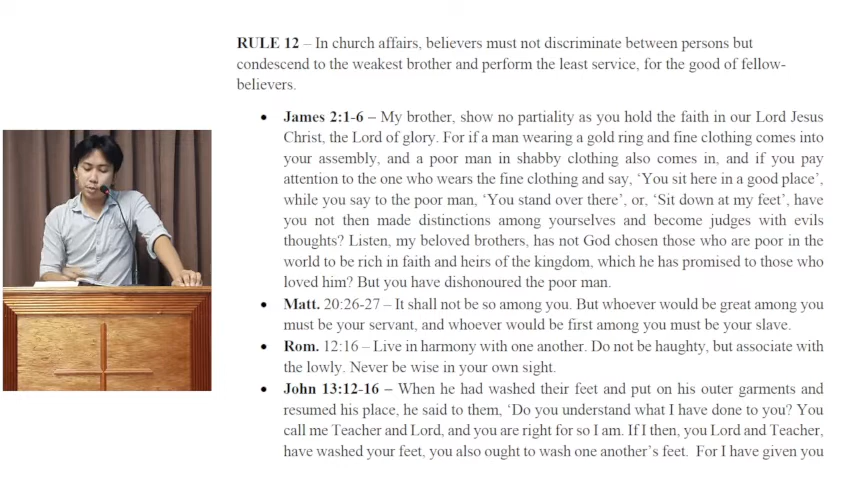 RULE 12 – In church affairs, believers must not discriminate between persons but
condescend to the weakest brother and perform the least service, for the good of fellow-
believers.
• James 2:1-6 – My brother, show no partiality as you hold the faith in our Lord Jesus
Christ, the Lord of glory. For if a man wearing a gold ring and fine clothing comes into
your assembly, and a poor man in shabby clothing also comes in, and if you pay
attention to the one who wears the fine clothing and say, ‘You sit here in a good place’,
while you say to the poor man, ‘You stand over there’, or, ‘Sit down at my feet’, have
you not then made distinctions among yourselves and become judges with evils
thoughts? Listen, my beloved brothers, has not God chosen those who are poor in the
world to be rich in faith and heirs of the kingdom, which he has promised to those who
loved him? But you have dishonoured the poor man.
• Matt. 20:26-27 – It shall not be so among you. But whoever would be great among you
must be your servant, and whoever would be first among you must be your slave.
• Rom. 12:16 – Live in harmony with one another. Do not be haughty, but associate with
the lowly. Never be wise in your own sight.
• John 13:12-16 – When he had washed their feet and put on his outer garments and
resumed his place, he said to them, ‘Do you understand what I have done to you? You
call me Teacher and Lord, and you are right for so I am. If I then, you Lord and Teacher,
have washed your feet, you also ought to wash one another’s feet. For I have given you